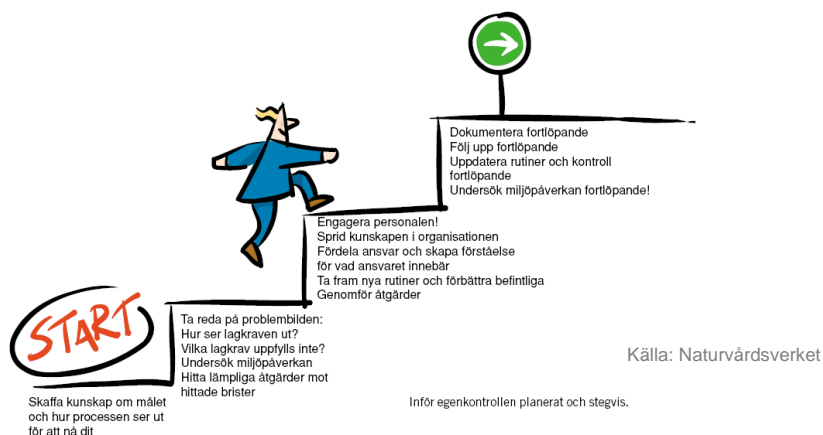 START
Skaffa kunskap om målet
och hur processen ser ut
för att nå dit
Ta reda på problembilden:
Hur ser lagkraven ut?
Vilka lagkrav uppfylls inte?
Undersök miljöpåverkan
Hitta lämpliga åtgärder mot
hittade brister
Engagera personalen!
Sprid kunskapen i organisationen
Fördela ansvar och skapa förståelse
för vad ansvaret innebär
Ta fram nya rutiner och förbättra befintliga
Genomför åtgärder
Dokumentera fortlöpande
Följ upp fortlöpande
Uppdatera rutiner och kontroll
fortlöpande
Undersök miljöpåverkan fortlöpande!
Källa: Naturvårdsverket
Inför egenkontrollen planerat och stegvis.